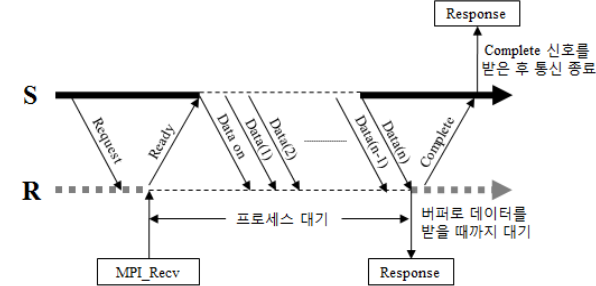 Response
Complete 신호를
받은 후 통신 종료
S
Request
Ready
Data on
Data(1)
Data(2)
Data(n-1)
Data(n)
Complete
R
프로세스 대기
버퍼로 데이터를
받을 때까지 대기
MPI_Recv
Response